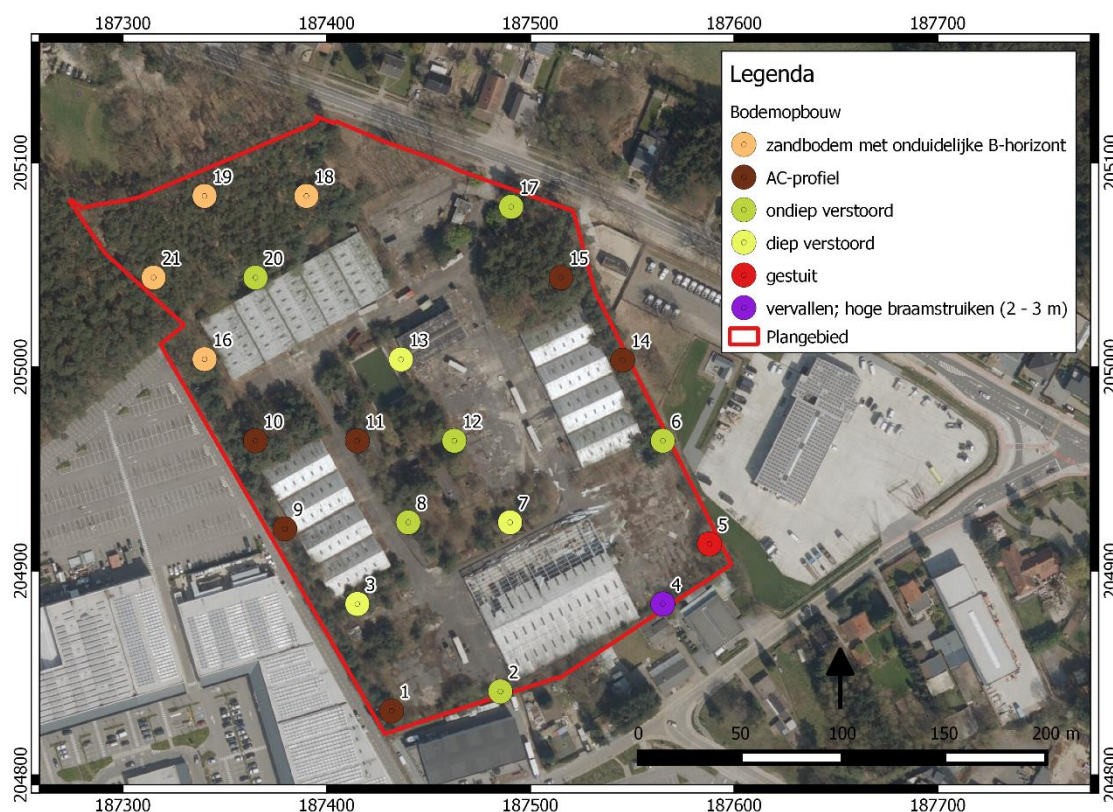 187300 187400 187500 187600 187700
Legenda
Bodemopbouw
zandbodem met onduidelijke B-horizont
AC-profiel
ondiep verstoord
diep verstoord
gestuit
vervallen; hoge braamstruiken (2 - 3 m)
Plangebied
205100 205100
19 18
17
21 20 15
16 13 14
205000 205000
10 11 12 6
9 8 7
5
204900 204900
3 4
2
1
0 50 100 150 200 m
204800 204800
187300 187400 187500 187600 187700